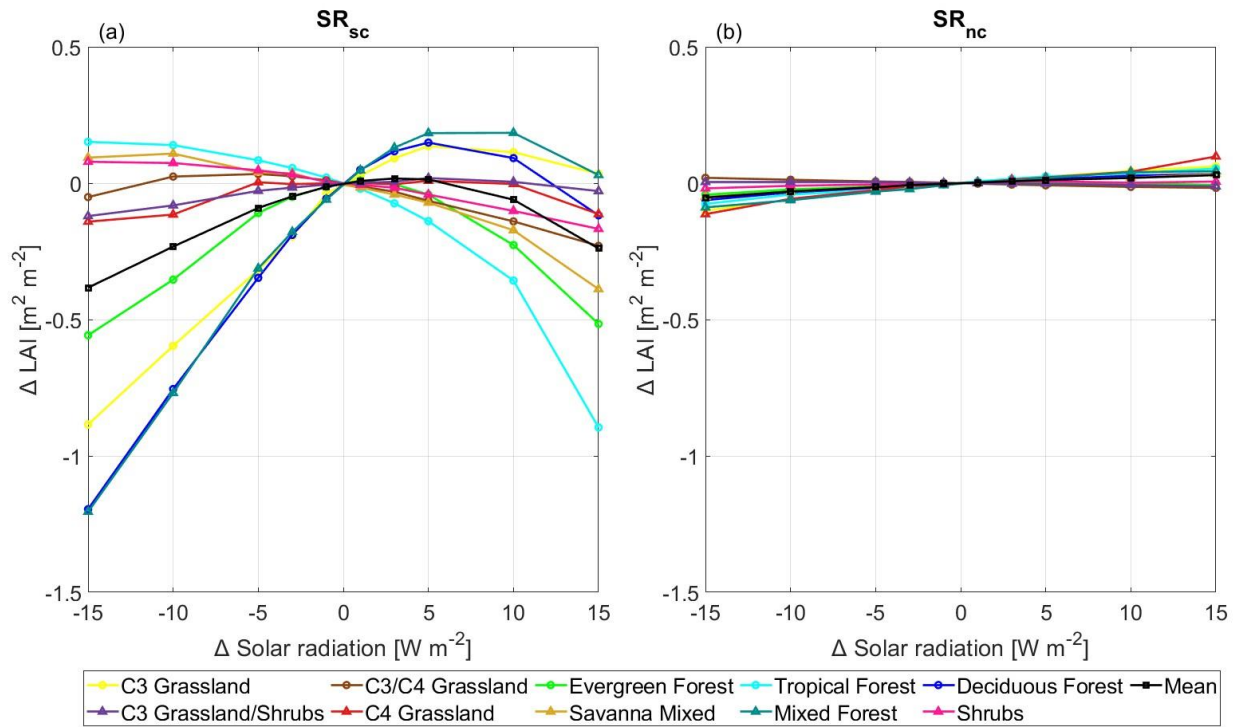 (a) SR_sc
0.5
0
-0.5
-1
-1.5
Δ LAI [m² m⁻²]
-15 -10 -5 0 5 10 15
Δ Solar radiation [W m⁻²]
(b) SR_nc
0.5
0
-0.5
-1
-1.5
Δ LAI [m² m⁻²]
-15 -10 -5 0 5 10 15
Δ Solar radiation [W m⁻²]
C3 Grassland C3/C4 Grassland Evergreen Forest Tropical Forest Deciduous Forest Mean
C3 Grassland/Shrubs C4 Grassland Savanna Mixed Mixed Forest Shrubs